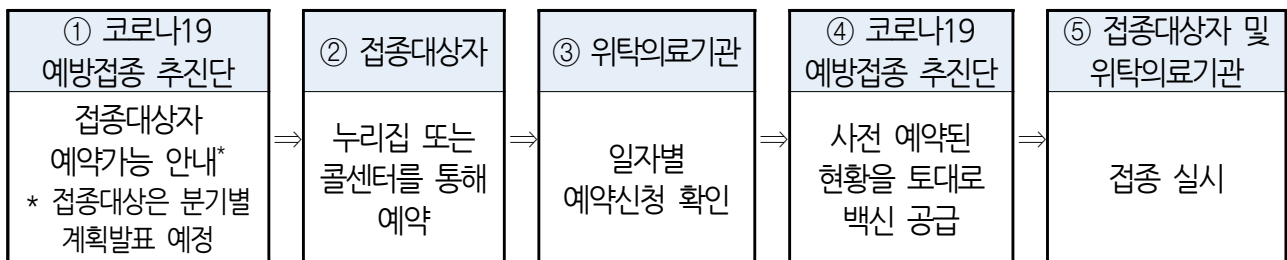 ① 코로나19
예방접종 추진단
접종대상자
예약가능 안내*
* 접종대상은 분기별
계획발표 예정
⇒
② 접종대상자
누리집 또는
콜센터를 통해
예약
⇒
③ 위탁의료기관
일자별
예약신청 확인
⇒
④ 코로나19
예방접종 추진단
사전 예약된
현황을 토대로
백신 공급
⇒
⑤ 접종대상자 및
위탁의료기관
접종 실시